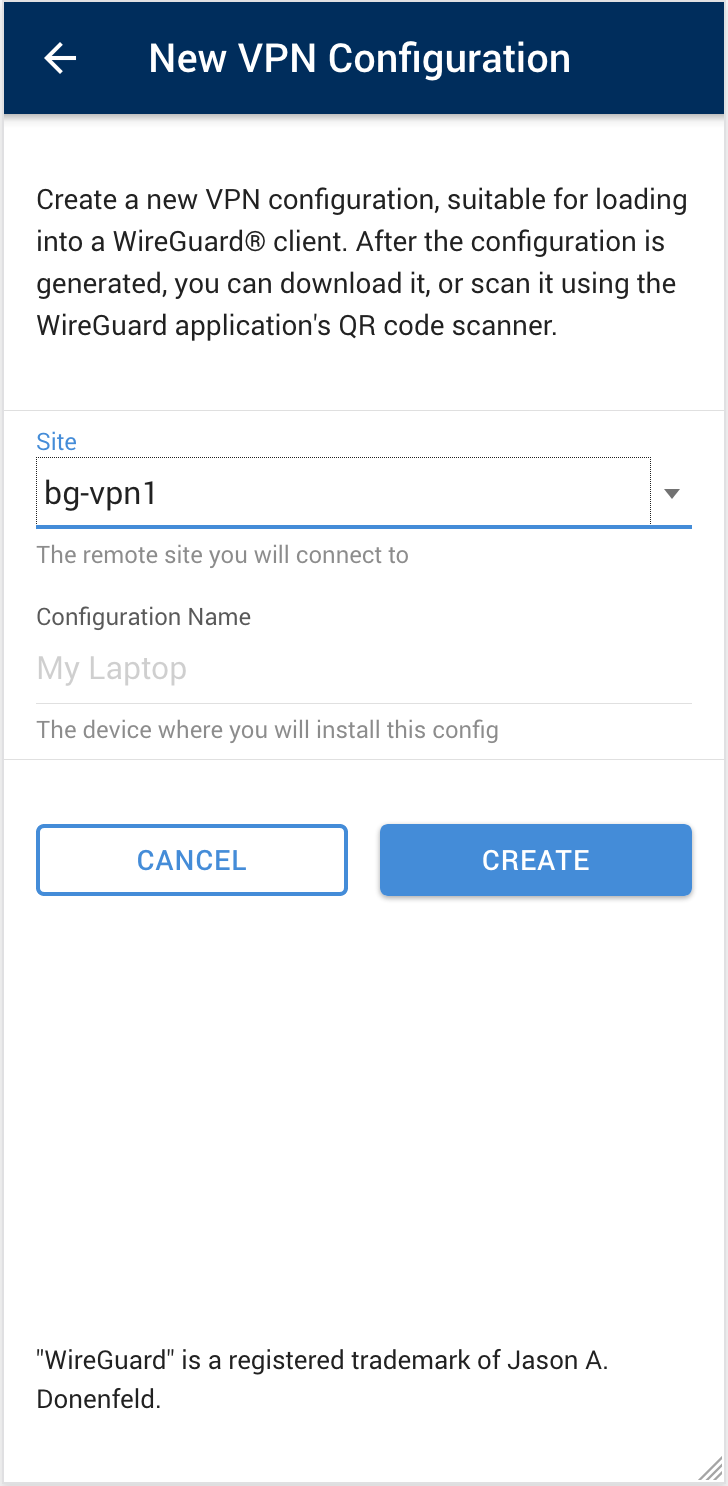 New VPN Configuration
Create a new VPN configuration, suitable for loading
into a WireGuard® client. After the configuration is
generated, you can download it, or scan it using the
WireGuard application's QR code scanner.
Site
bg-vpn1
The remote site you will connect to
Configuration Name
My Laptop
The device where you will install this config
CANCEL
CREATE
"WireGuard" is a registered trademark of Jason A.
Donenfeld.